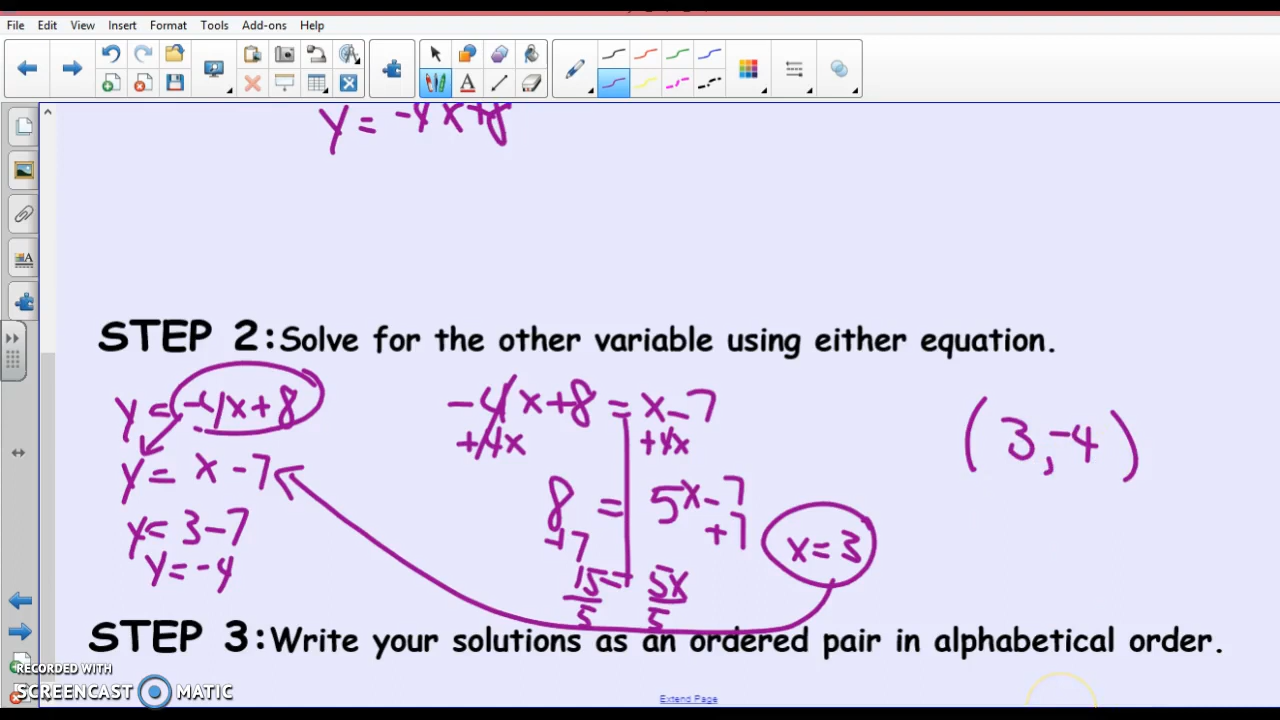 File Edit View Insert Format Tools Add-ons Help
y = -4x+8
STEP 2:Solve for the other variable using either equation.
y = -4x+8
y = x -7
y= 3-7
y=-4
-4x+8 = x-7
+4x +4x
8 = 5x-7
+7 +7
15 = 5x
5 5
x=3
(3,-4)
STEP 3:Write your solutions as an ordered pair in alphabetical order.
RECORDED WITH
SCREENCAST MATIC
Extend Page